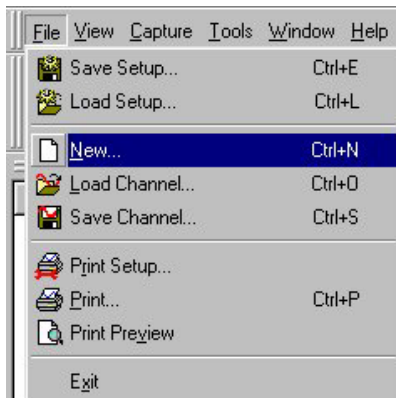 File View Capture Tools Window Help
Save Setup... Ctrl+E
Load Setup... Ctrl+L
New... Ctrl+N
Load Channel... Ctrl+O
Save Channel... Ctrl+S
Print Setup...
Print... Ctrl+P
Print Preview
Exit